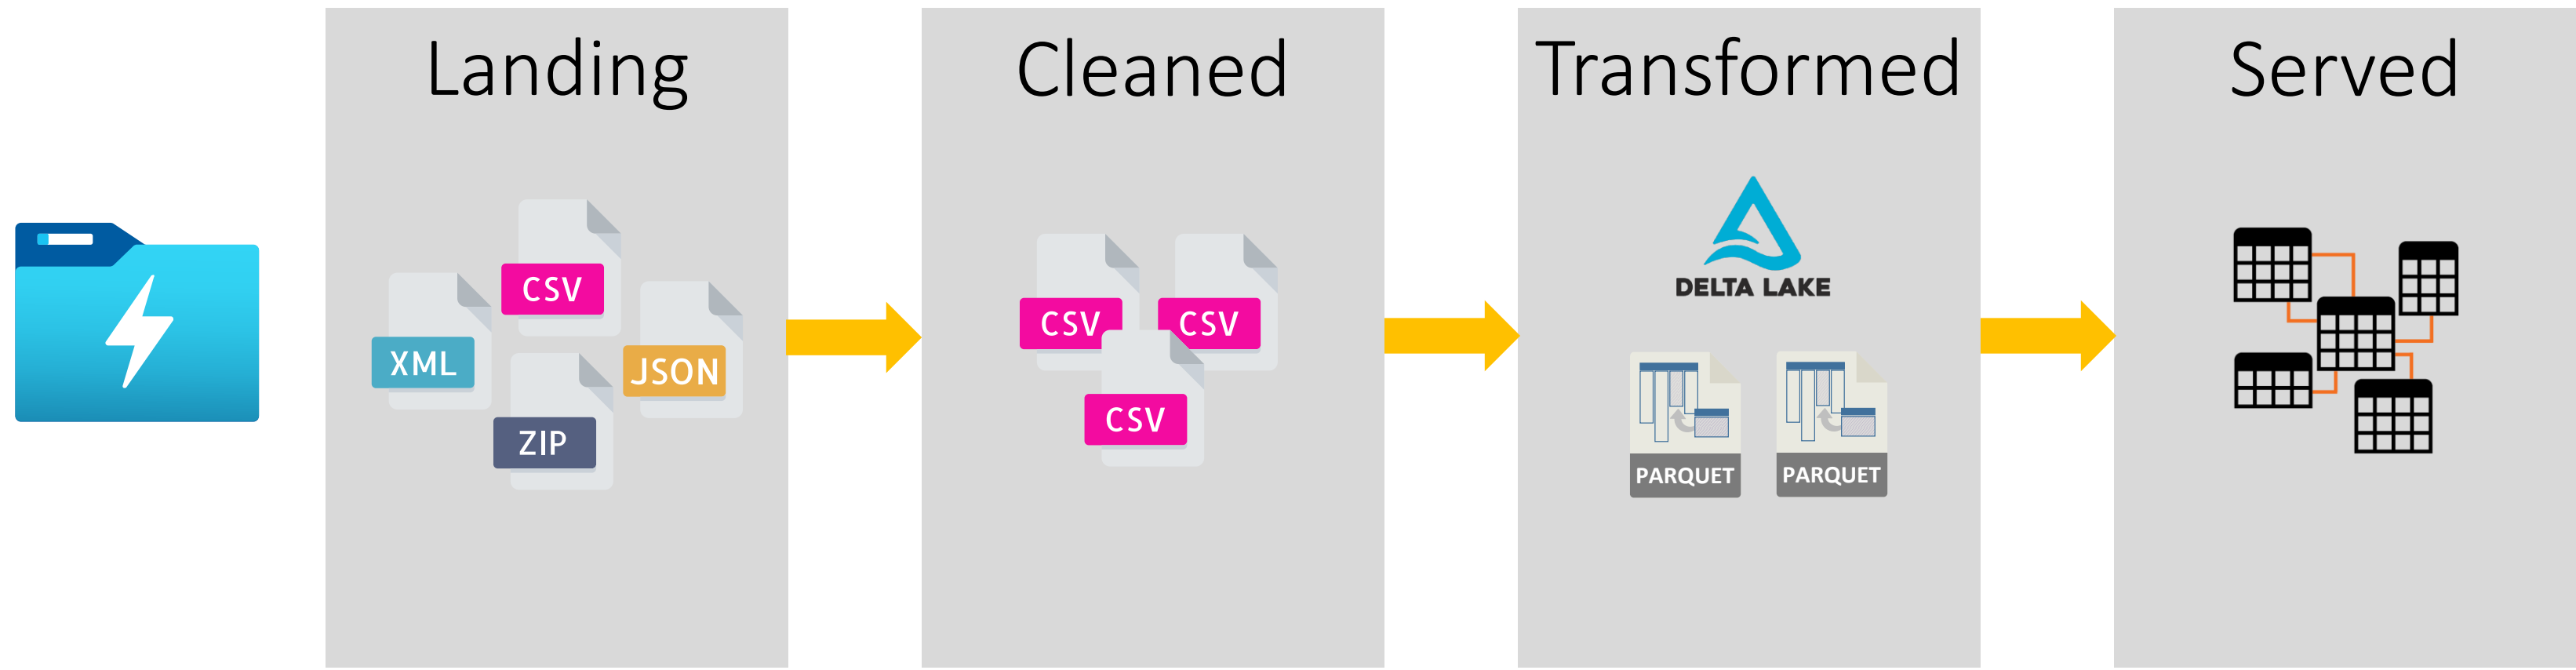 Landing
CSV
XML
JSON
ZIP
Cleaned
CSV
CSV
CSV
Transformed
DELTA LAKE
PARQUET
PARQUET
Served